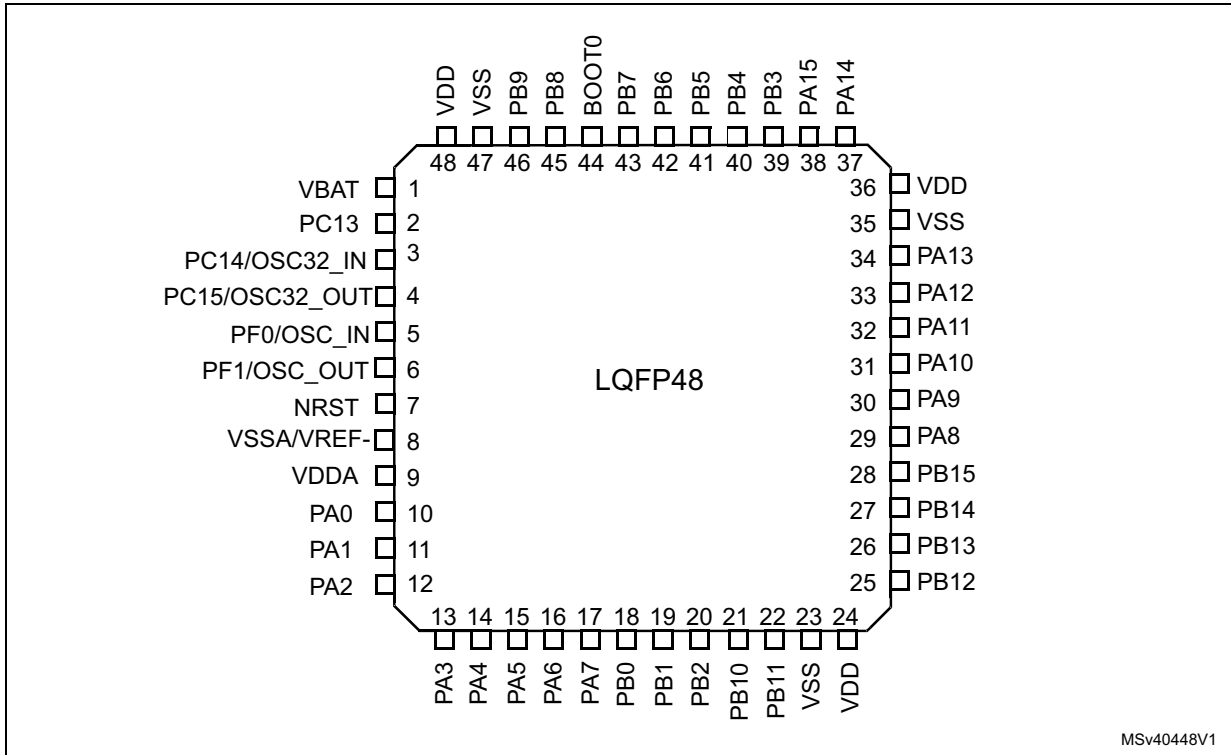 VDD
VSS
PB9
PB8
BOOT0
PB7
PB6
PB5
PB4
PB3
PA15
PA14
48 47 46 45 44 43 42 41 40 39 38 37
VBAT 1
PC13 2
PC14/OSC32_IN 3
PC15/OSC32_OUT 4
PF0/OSC_IN 5
PF1/OSC_OUT 6
NRST 7
VSSA/VREF- 8
VDDA 9
PA0 10
PA1 11
PA2 12
LQFP48
36 VDD
35 VSS
34 PA13
33 PA12
32 PA11
31 PA10
30 PA9
29 PA8
28 PB15
27 PB14
26 PB13
25 PB12
13 14 15 16 17 18 19 20 21 22 23 24
PA3
PA4
PA5
PA6
PA7
PB0
PB1
PB2
PB10
PB11
VSS
VDD
MSv40448V1